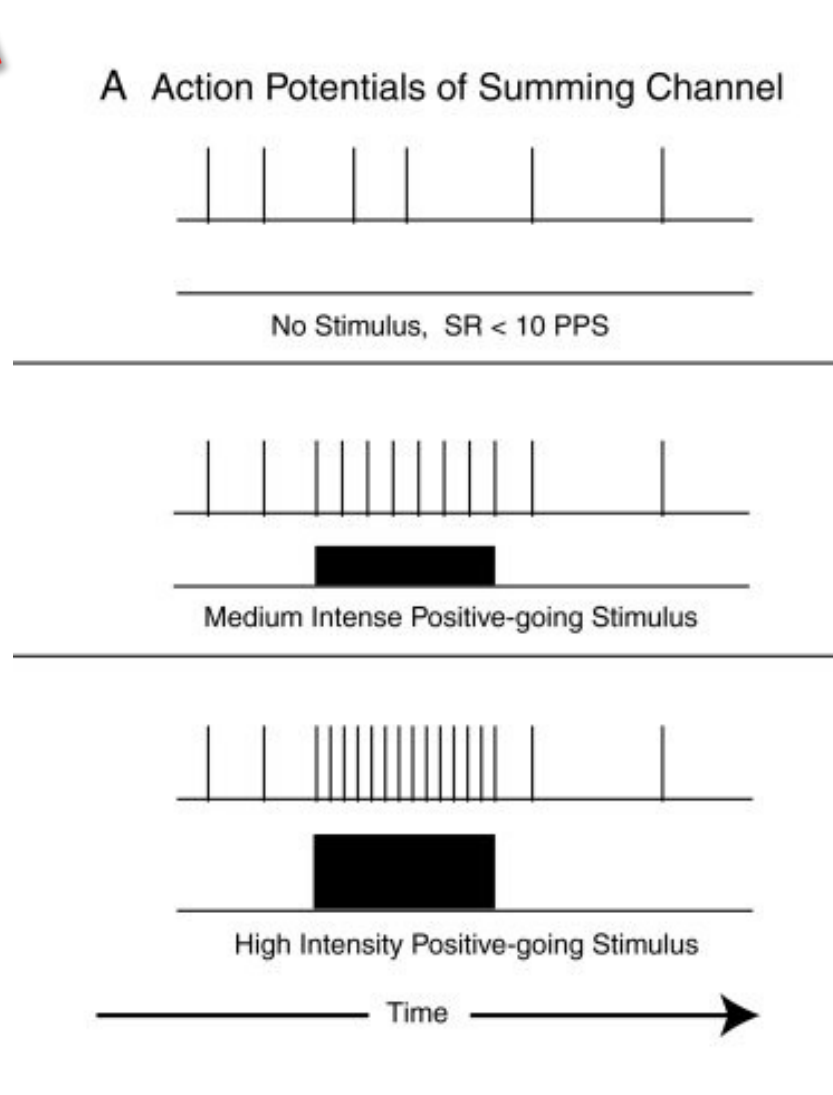 A Action Potentials of Summing Channel
No Stimulus, SR < 10 PPS
Medium Intense Positive-going Stimulus
High Intensity Positive-going Stimulus
Time